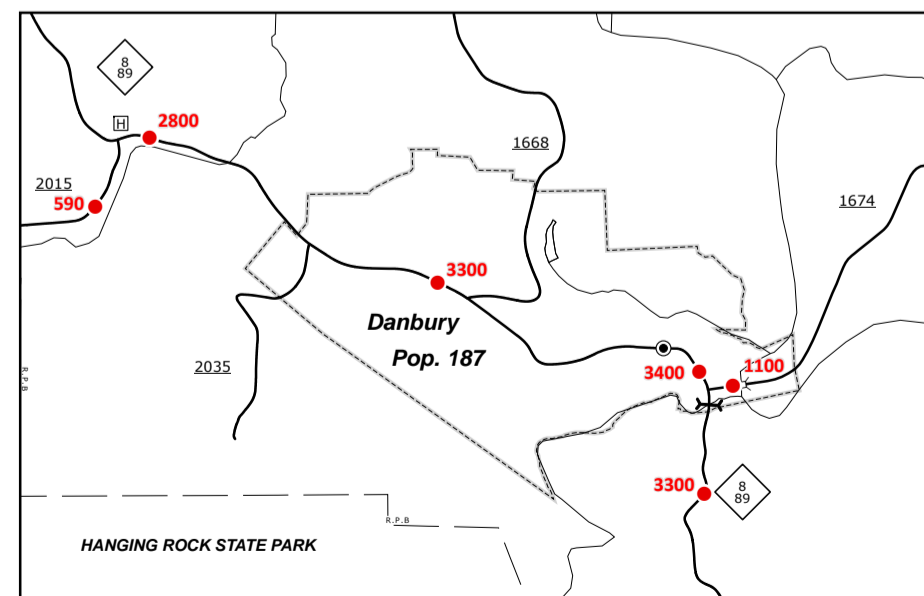 8
89
H
2800
1668
2015
590
1674
3300
Danbury
Pop. 187
2035
3400
1100
R.P.B
3300
8
89
R.P.B
HANGING ROCK STATE PARK